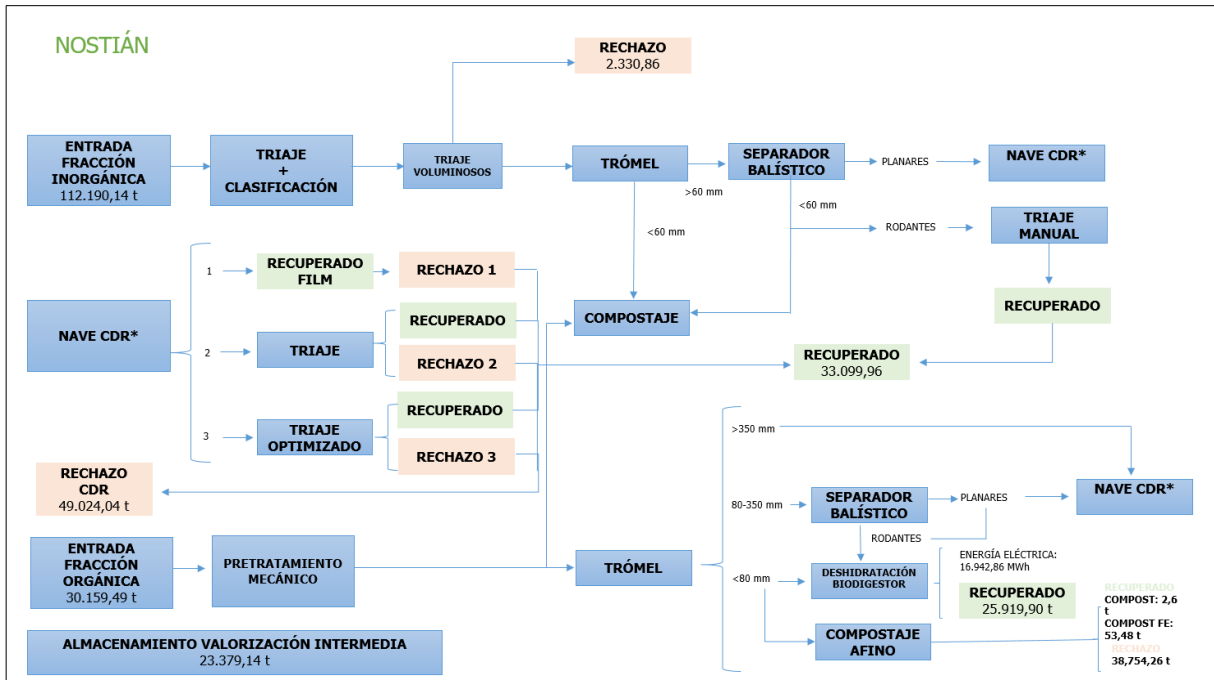 NOSTIÁN
RECHAZO
2.330,86
ENTRADA
FRACCIÓN
INORGÁNICA
112.190,14 t
TRIAJE
+
CLASIFICACIÓN
TRIAJE
VOLUMINOSOS
TRÓMEL
>60 mm
<60 mm
SEPARADOR
BALÍSTICO
<60 mm
PLANARES
NAVE CDR*
RODANTES
TRIAJE
MANUAL
RECUPERADO
COMPOSTAJE
RECUPERADO
33.099,96
NAVE CDR*
1
RECUPERADO
FILM
RECHAZO 1
2
TRIAJE
RECUPERADO
RECHAZO 2
3
TRIAJE
OPTIMIZADO
RECUPERADO
RECHAZO 3
RECHAZO
CDR
49.024,04 t
ENTRADA
FRACCIÓN
ORGÁNICA
30.159,49 t
PRETRATAMIENTO
MECÁNICO
TRÓMEL
>350 mm
80-350 mm
SEPARADOR
BALÍSTICO
PLANARES
NAVE CDR*
RODANTES
<80 mm
DESHIDRATACIÓN
BIODIGESTOR
ENERGÍA ELÉCTRICA:
16.942,86 MWh
RECUPERADO
25.919,90 t
COMPOSTAJE
AFINO
RECUPERADO
COMPOST: 2,6
t
COMPOST FE:
53,48 t
RECHAZO
38,754,26 t
ALMACENAMIENTO VALORIZACIÓN INTERMEDIA
23.379,14 t